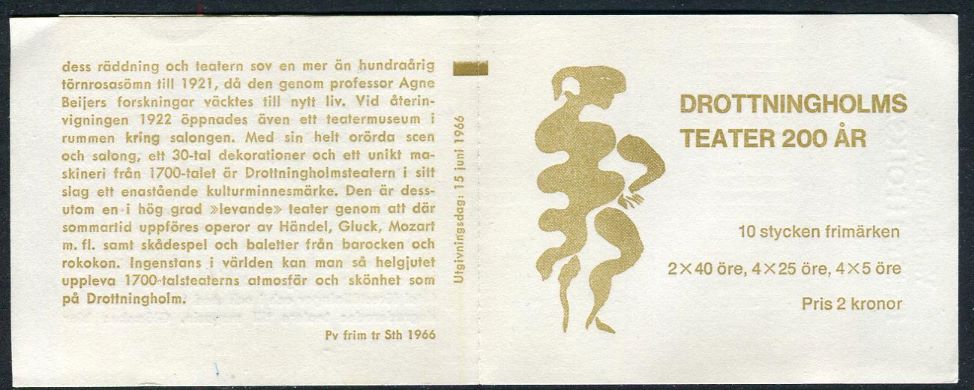 dess räddning och teatern sov en mer än hundraårig
törnrosasömn till 1921, då den genom professor Agne
Beijers forskningar väcktes till nytt liv. Vid återin-
vigningen 1922 öppnades även ett teatermuseum i
rummen kring salongen. Med sin helt orörda scen
och salong, ett 30-tal dekorationer och ett unikt ma-
skineri från 1700-talet är Drottningholmsteatern i sitt
slag ett enastående kulturminnesmärke. Den är dess-
utom en i hög grad »levande» teater genom att där
sommartid uppföres operor av Händel, Gluck, Mozart
m. fl. samt skådespel och baletter från barocken och
rokokon. Ingenstans i världen kan man så helgjutet
uppleva 1700-talsteaterns atmosfär och skönhet som
på Drottningholm.
Pv frim tr Sth 1966
Utgivningsdag: 15 juni 1966
DROTTNINGHOLMS
TEATER 200 ÅR
10 stycken frimärken
2×40 öre, 4×25 öre, 4×5 öre
Pris 2 kronor